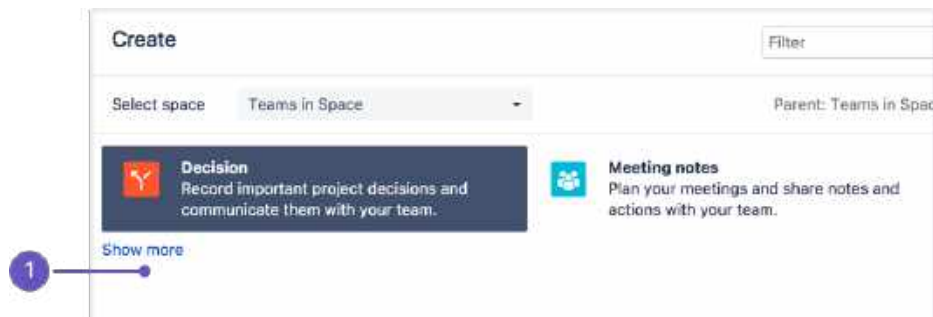 Create
Filter
Select space
Teams in Space
Parent: Teams in Spac
Decision
Record important project decisions and
communicate them with your team.
Meeting notes
Plan your meetings and share notes and
actions with your team.
Show more
1